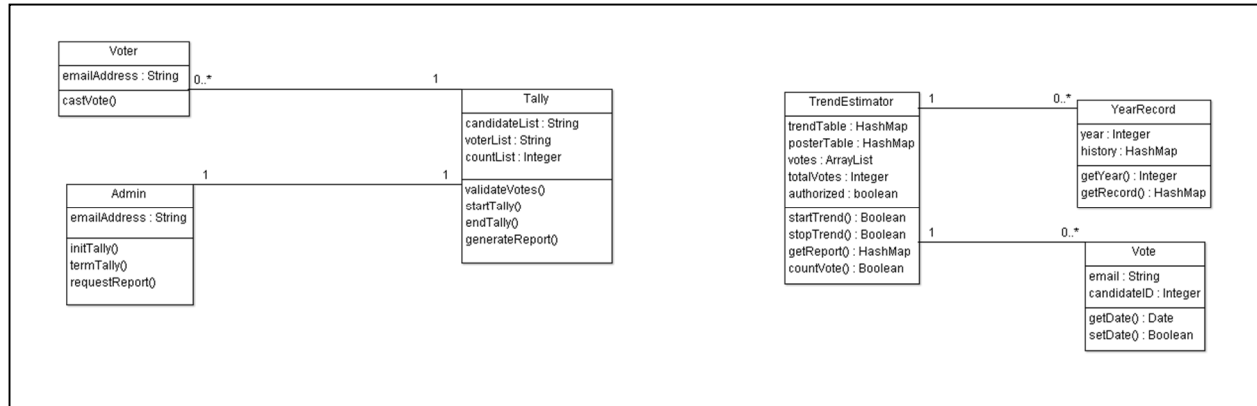 Voter
emailAddress : String
castVote()
0..*
1
Tally
candidateList : String
voterList : String
countList : Integer
validateVotes()
startTally()
endTally()
generateReport()
1
1
Admin
emailAddress : String
initTally()
termTally()
requestReport()
TrendEstimator
trendTable : HashMap
posterTable : HashMap
votes : ArrayList
totalVotes : Integer
authorized : boolean
startTrend() : Boolean
stopTrend() : Boolean
getReport() : HashMap
countVote() : Boolean
1
0..*
YearRecord
year : Integer
history : HashMap
getYear() : Integer
getRecord() : HashMap
1
0..*
Vote
email : String
candidateID : Integer
getDate() : Date
setDate() : Boolean